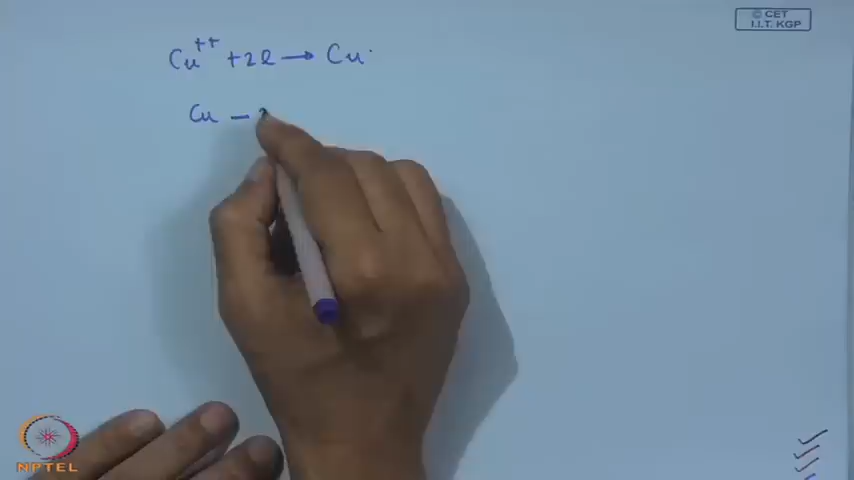 © CET
I.I.T. KGP
Cu++ + 2e → Cu.
Cu –
NPTEL